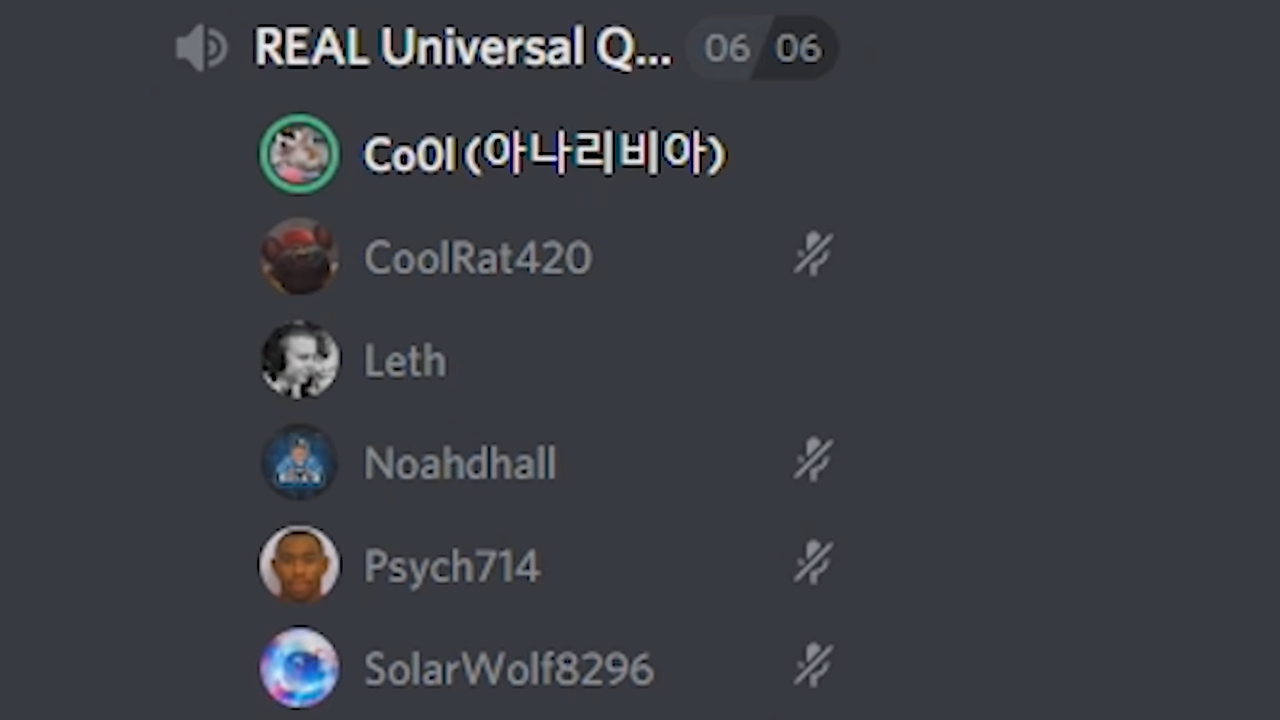 REAL Universal Q... 06 06
Co0l (아나리비아)
CoolRat420
Leth
Noahdhall
Psych714
SolarWolf8296